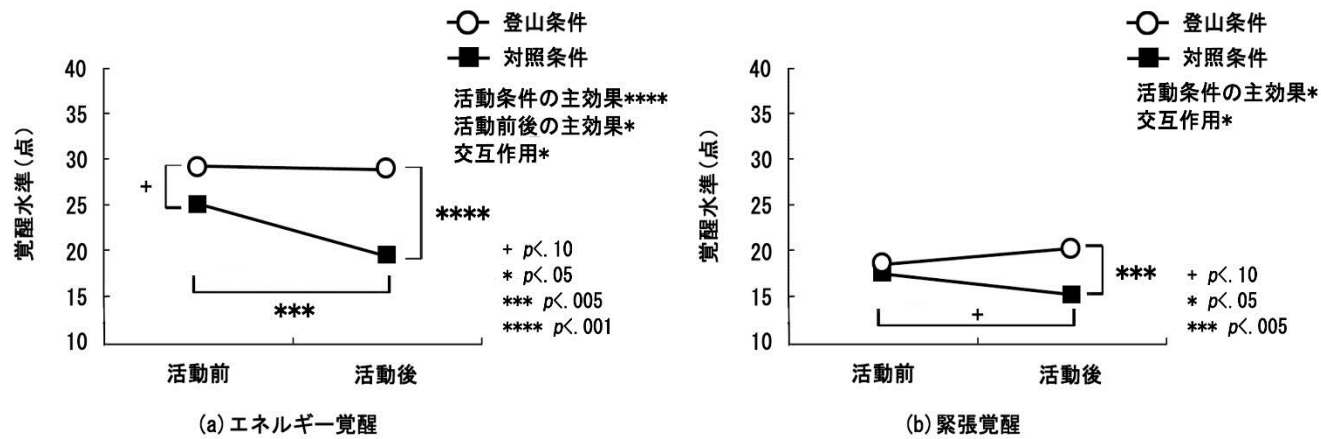 登山条件
対照条件
活動条件の主効果****
活動前後の主効果*
交互作用*
覚醒水準(点)
40
35
30
25
20
15
10
+
****
***
+ p<.10
* p<.05
*** p<.005
**** p<.001
活動前
活動後
(a)エネルギー覚醒
登山条件
対照条件
活動条件の主効果*
交互作用*
覚醒水準(点)
40
35
30
25
20
15
10
***
+
+ p<.10
* p<.05
*** p<.005
活動前
活動後
(b)緊張覚醒